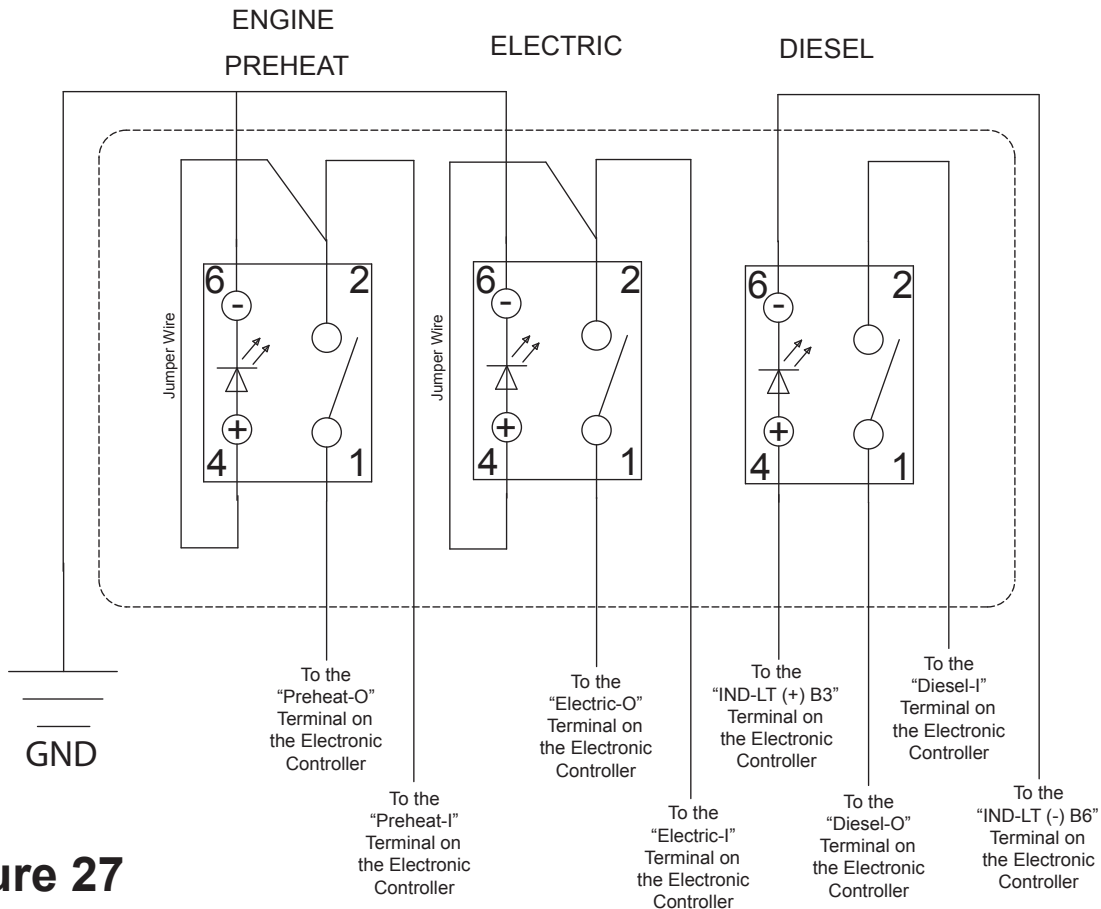 ENGINE
PREHEAT
ELECTRIC
DIESEL
6
2
Jumper Wire
4
1
6
2
Jumper Wire
4
1
6
2
4
1
-
+
-
+
-
+
GND
To the
“Preheat-O”
Terminal on
the Electronic
Controller
To the
“Preheat-I”
Terminal on
the Electronic
Controller
To the
“Electric-O”
Terminal on
the Electronic
Controller
To the
“Electric-I”
Terminal on
the Electronic
Controller
To the
“IND-LT (+) B3”
Terminal on
the Electronic
Controller
To the
“Diesel-O”
Terminal on
the Electronic
Controller
To the
“Diesel-I”
Terminal on
the Electronic
Controller
To the
“IND-LT (-) B6”
Terminal on
the Electronic
Controller
ure 27